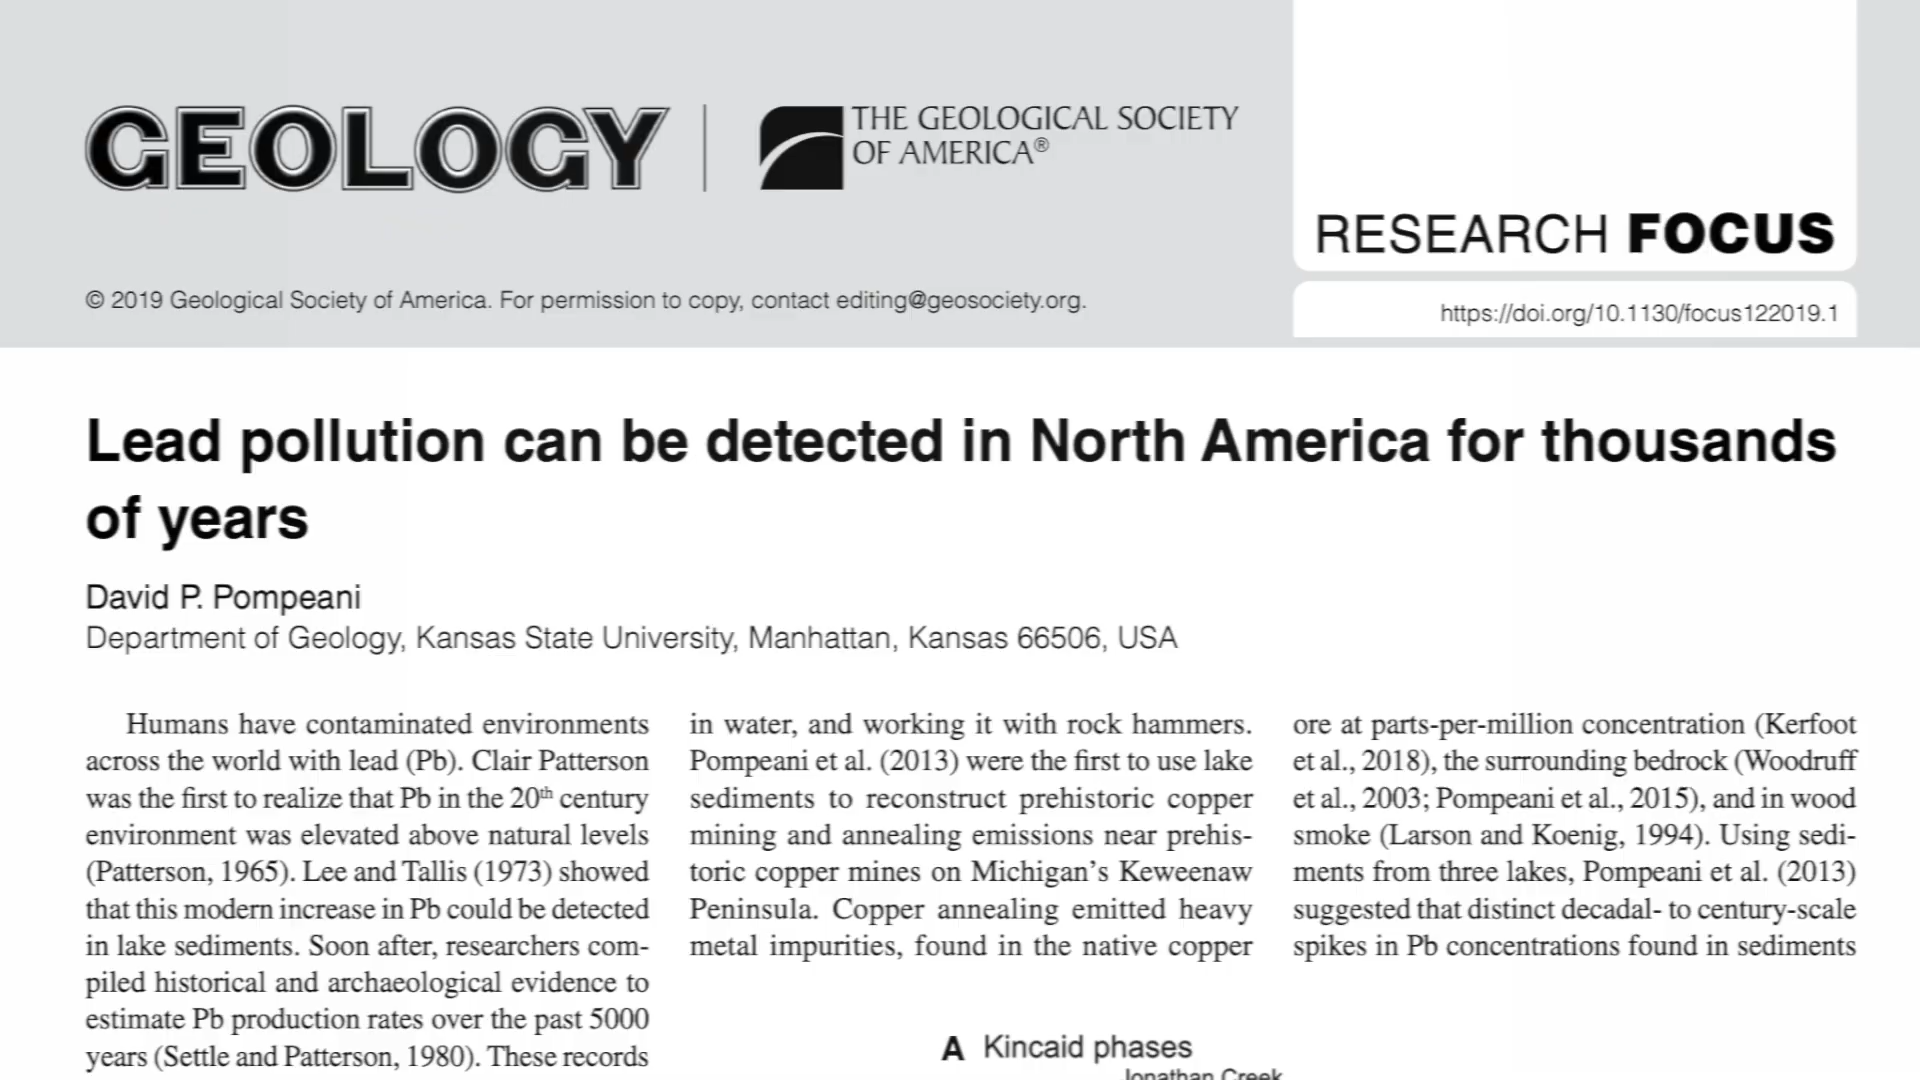 GEOLOGY
THE GEOLOGICAL SOCIETY
OF AMERICA®
RESEARCH FOCUS
© 2019 Geological Society of America. For permission to copy, contact editing@geosociety.org.
https://doi.org/10.1130/focus122019.1
Lead pollution can be detected in North America for thousands
of years
David P. Pompeani
Department of Geology, Kansas State University, Manhattan, Kansas 66506, USA
Humans have contaminated environments
across the world with lead (Pb). Clair Patterson
was the first to realize that Pb in the 20th century
environment was elevated above natural levels
(Patterson, 1965). Lee and Tallis (1973) showed
that this modern increase in Pb could be detected
in lake sediments. Soon after, researchers com-
piled historical and archaeological evidence to
estimate Pb production rates over the past 5000
years (Settle and Patterson, 1980). These records
in water, and working it with rock hammers.
Pompeani et al. (2013) were the first to use lake
sediments to reconstruct prehistoric copper
mining and annealing emissions near prehis-
toric copper mines on Michigan's Keweenaw
Peninsula. Copper annealing emitted heavy
metal impurities, found in the native copper
ore at parts-per-million concentration (Kerfoot
et al., 2018), the surrounding bedrock (Woodruff
et al., 2003; Pompeani et al., 2015), and in wood
smoke (Larson and Koenig, 1994). Using sedi-
ments from three lakes, Pompeani et al. (2013)
suggested that distinct decadal- to century-scale
spikes in Pb concentrations found in sediments
A Kincaid phases
Jonathan Creek